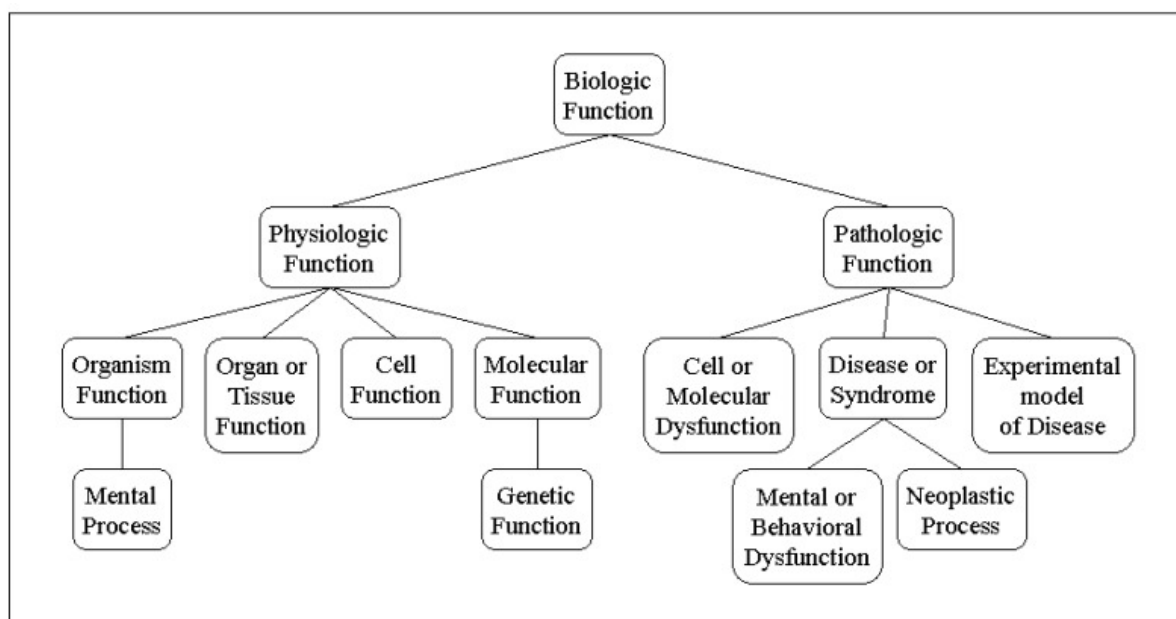 Biologic
Function
Physiologic
Function
Pathologic
Function
Organism
Function
Organ or
Tissue
Function
Cell
Function
Molecular
Function
Cell or
Molecular
Dysfunction
Disease or
Syndrome
Experimental
model
of Disease
Mental
Process
Genetic
Function
Mental or
Behavioral
Dysfunction
Neoplastic
Process